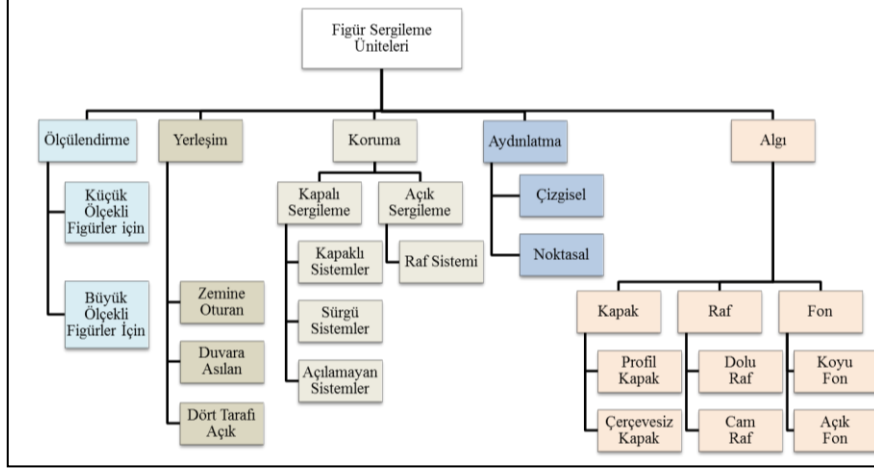 Figür Sergileme
Üniteleri
Ölçülendirme
Yerleşim
Koruma
Aydınlatma
Algı
Küçük
Ölçekli
Figürler için
Büyük
Ölçekli
Figürler İçin
Zemine
Oturan
Duvara
Asılan
Dört Tarafı
Açık
Kapalı
Sergileme
Açık
Sergileme
Kapaklı
Sistemler
Sürgü
Sistemler
Açılamayan
Sistemler
Raf Sistemi
Çizgisel
Noktasal
Kapak
Raf
Fon
Profil
Kapak
Çerçevesiz
Kapak
Dolu
Raf
Cam
Raf
Koyu
Fon
Açık
Fon